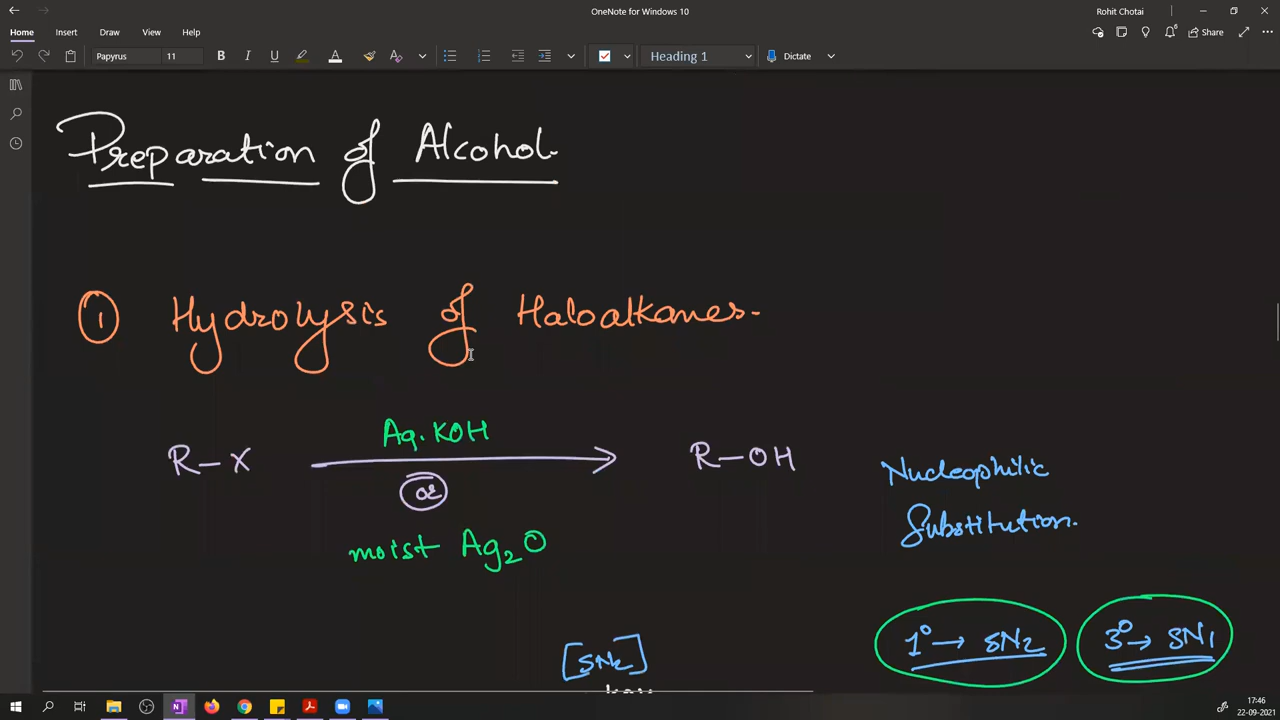 OneNote for Windows 10
Rohit Chotai
Home Insert Draw View Help
Share
Papyrus 11 B I U A Heading 1 Dictate
Preparation of Alcohol.
① Hydrolysis of Haloalkanes.
Aq. KOH
R-X R-OH
or
moist Ag₂O
Nucleophilic
Substitution.
1° → SN2 3° → SN1
[SN2]
17:46
22-09-2021